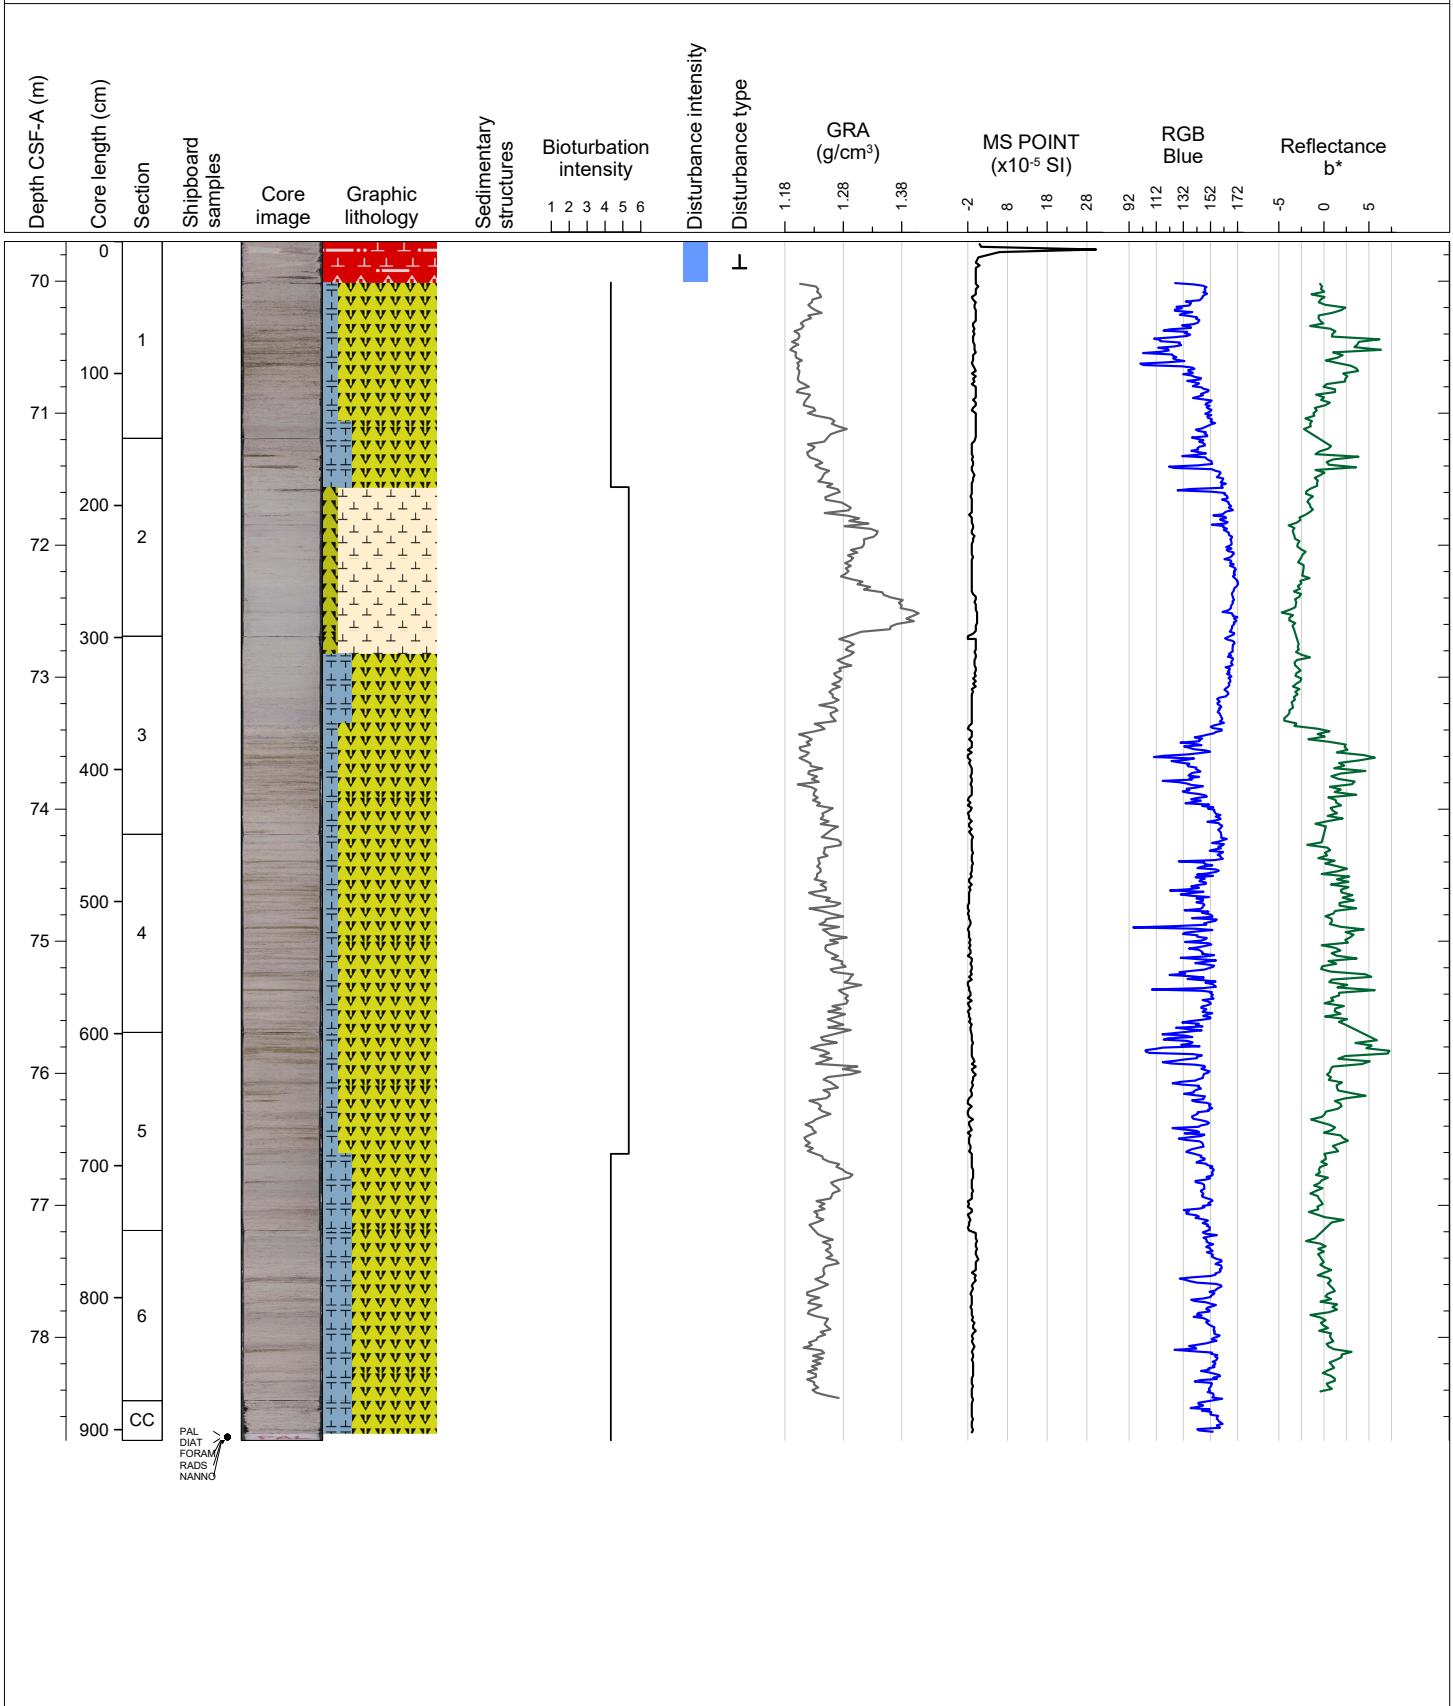 Depth CSF-A (m)
Core length (cm)
Section
Shipboard
samples
Core
image
Graphic
lithology
Sedimentary
structures
Bioturbation
intensity
1 2 3 4 5 6
Disturbance intensity
Disturbance type
GRA
(g/cm³)
1.18 1.28 1.38
MS POINT
(x10⁻⁵ SI)
-2 8 18 28
RGB
Blue
92 112 132 152 172
Reflectance
b*
-5 0 5
70
71
72
73
74
75
76
77
78
0
100
200
300
400
500
600
700
800
900
1
2
3
4
5
6
CC
PAL
DIAT
FORAM
RADS
NANNO